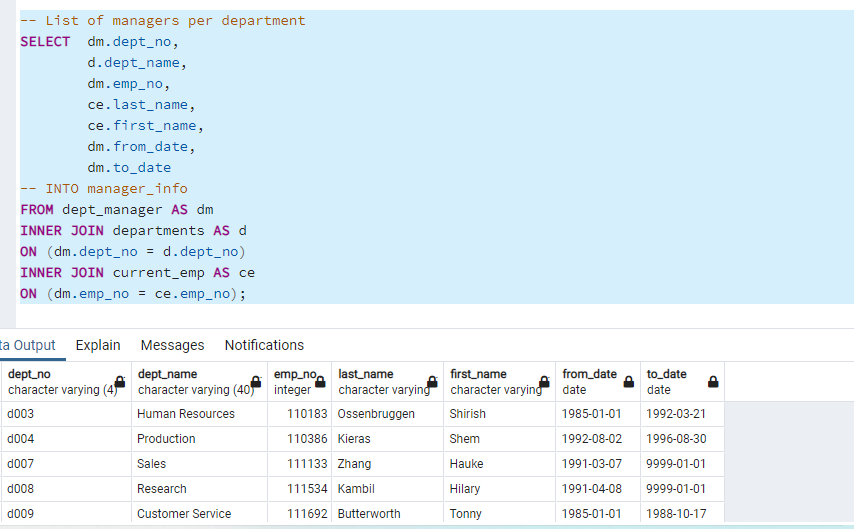 -- List of managers per department
SELECT dm.dept_no,
d.dept_name,
dm.emp_no,
ce.last_name,
ce.first_name,
dm.from_date,
dm.to_date
-- INTO manager_info
FROM dept_manager AS dm
INNER JOIN departments AS d
ON (dm.dept_no = d.dept_no)
INNER JOIN current_emp AS ce
ON (dm.emp_no = ce.emp_no);
ta Output Explain Messages Notifications
dept_no dept_name emp_no last_name first_name from_date to_date
character varying (4) character varying (40) integer character varying character varying date date
d003 Human Resources 110183 Ossenbruggen Shirish 1985-01-01 1992-03-21
d004 Production 110386 Kieras Shem 1992-08-02 1996-08-30
d007 Sales 111133 Zhang Hauke 1991-03-07 9999-01-01
d008 Research 111534 Kambil Hilary 1991-04-08 9999-01-01
d009 Customer Service 111692 Butterworth Tonny 1985-01-01 1988-10-17